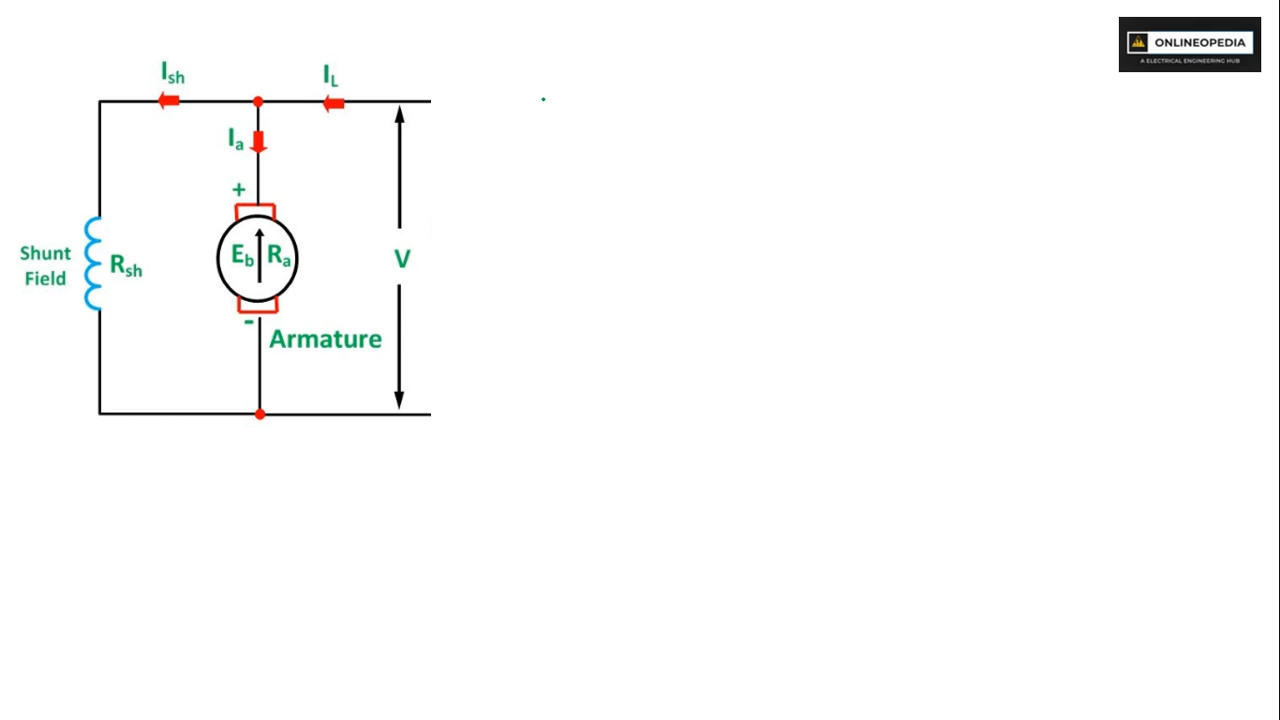 ONLINEOPEDIA
A ELECTRICAL ENGINEERING HUB
Ish
IL
Ia
+
Shunt
Field
Rsh
Eb
Ra
V
-
Armature